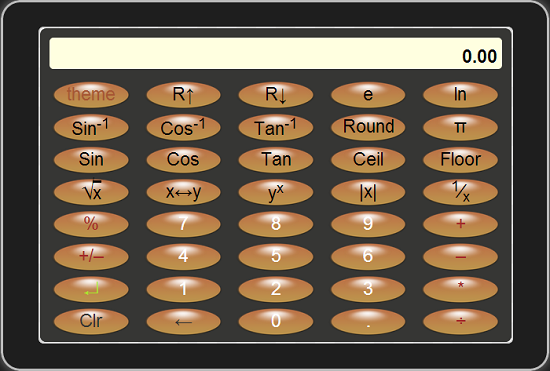 0.00
theme R↑ R↓ e ln
Sin⁻¹ Cos⁻¹ Tan⁻¹ Round π
Sin Cos Tan Ceil Floor
√x x↔y yˣ |x| ¹⁄ₓ
% 7 8 9 +
+/– 4 5 6 –
↵ 1 2 3 *
Clr ← 0 . ÷